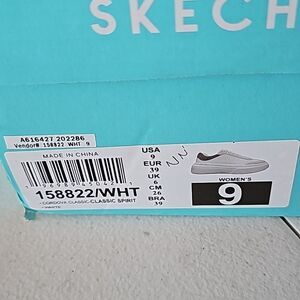 SKECH
A616427 202286
Vendor# 158822 WHT 9
MADE IN CHINA
158822/WHT
CORDOVA CLASSIC-CLASSIC SPIRIT
USA
9
EUR
39
UK
6
CM
26
BRA
39
NN
WOMEN'S
9